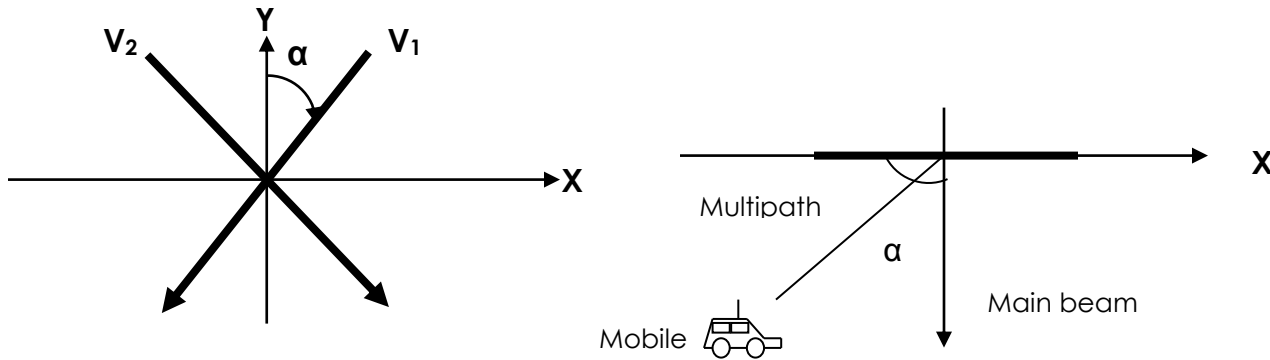 Y
V2
α
V1
X
X
Multipath
α
Main beam
Mobile